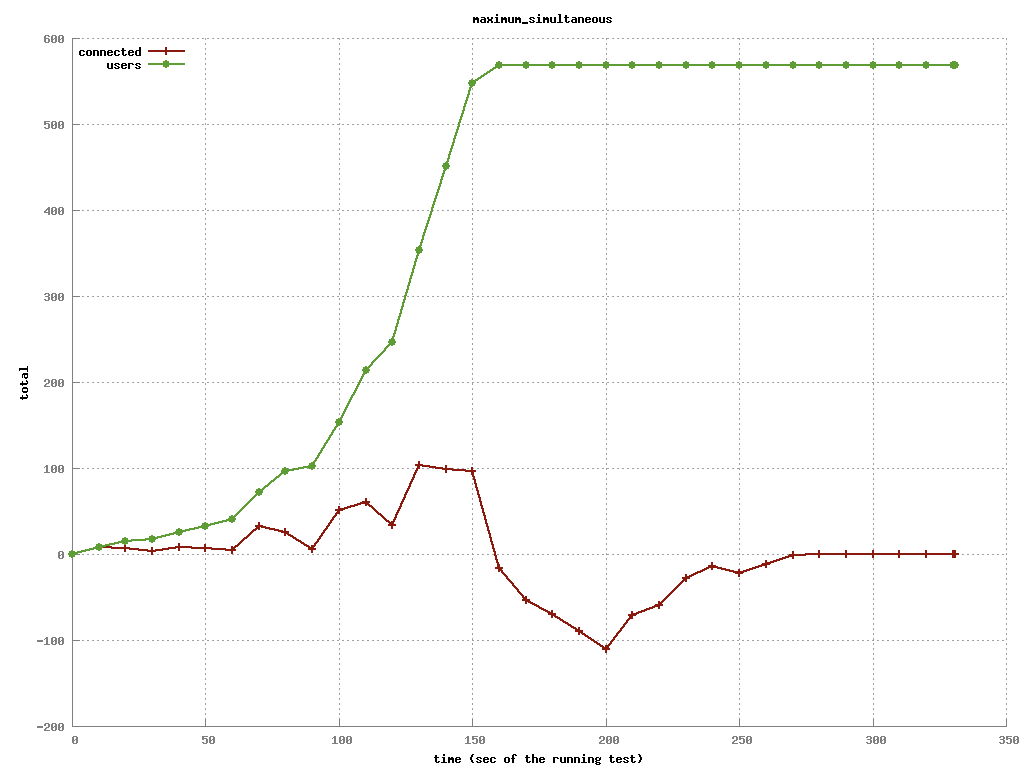 maximum_simultaneous
600
connected
users
500
400
300
200
total
100
0
-100
-200
0 50 100 150 200 250 300 350
time (sec of the running test)